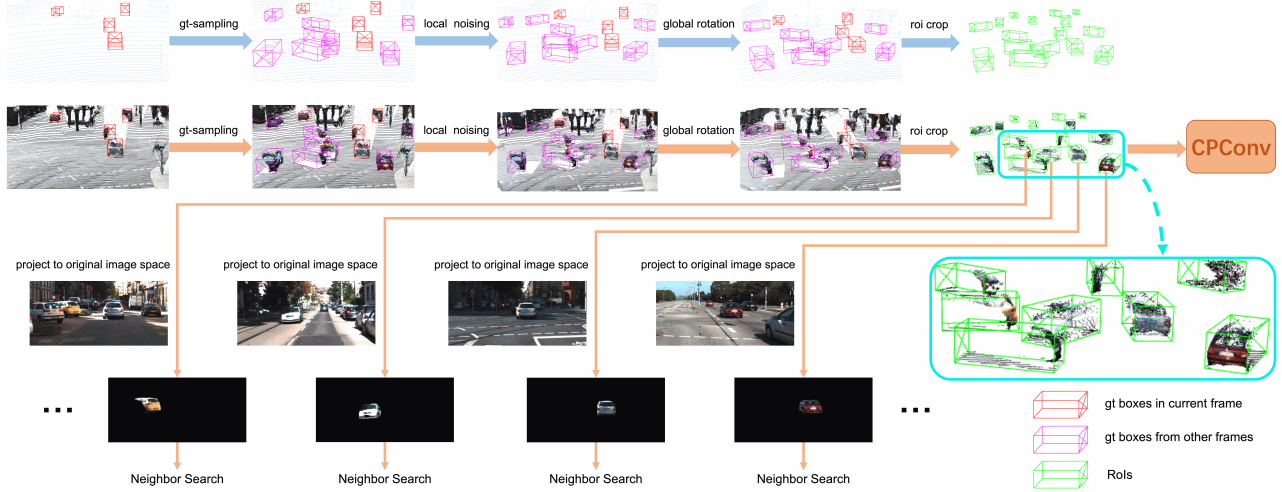 gt-sampling
local noising
global rotation
roi crop
gt-sampling
local noising
global rotation
roi crop
CPConv
project to original image space
project to original image space
project to original image space
project to original image space
...
...
gt boxes in current frame
gt boxes from other frames
RoIs
Neighbor Search
Neighbor Search
Neighbor Search
Neighbor Search